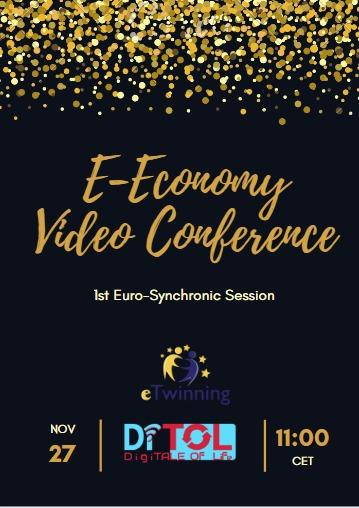 E-Economy
Video Conference
1st Euro-Synchronic Session
eTwinning
NOV
27
DiTOL
DigiTALE OF Life
11:00
CET